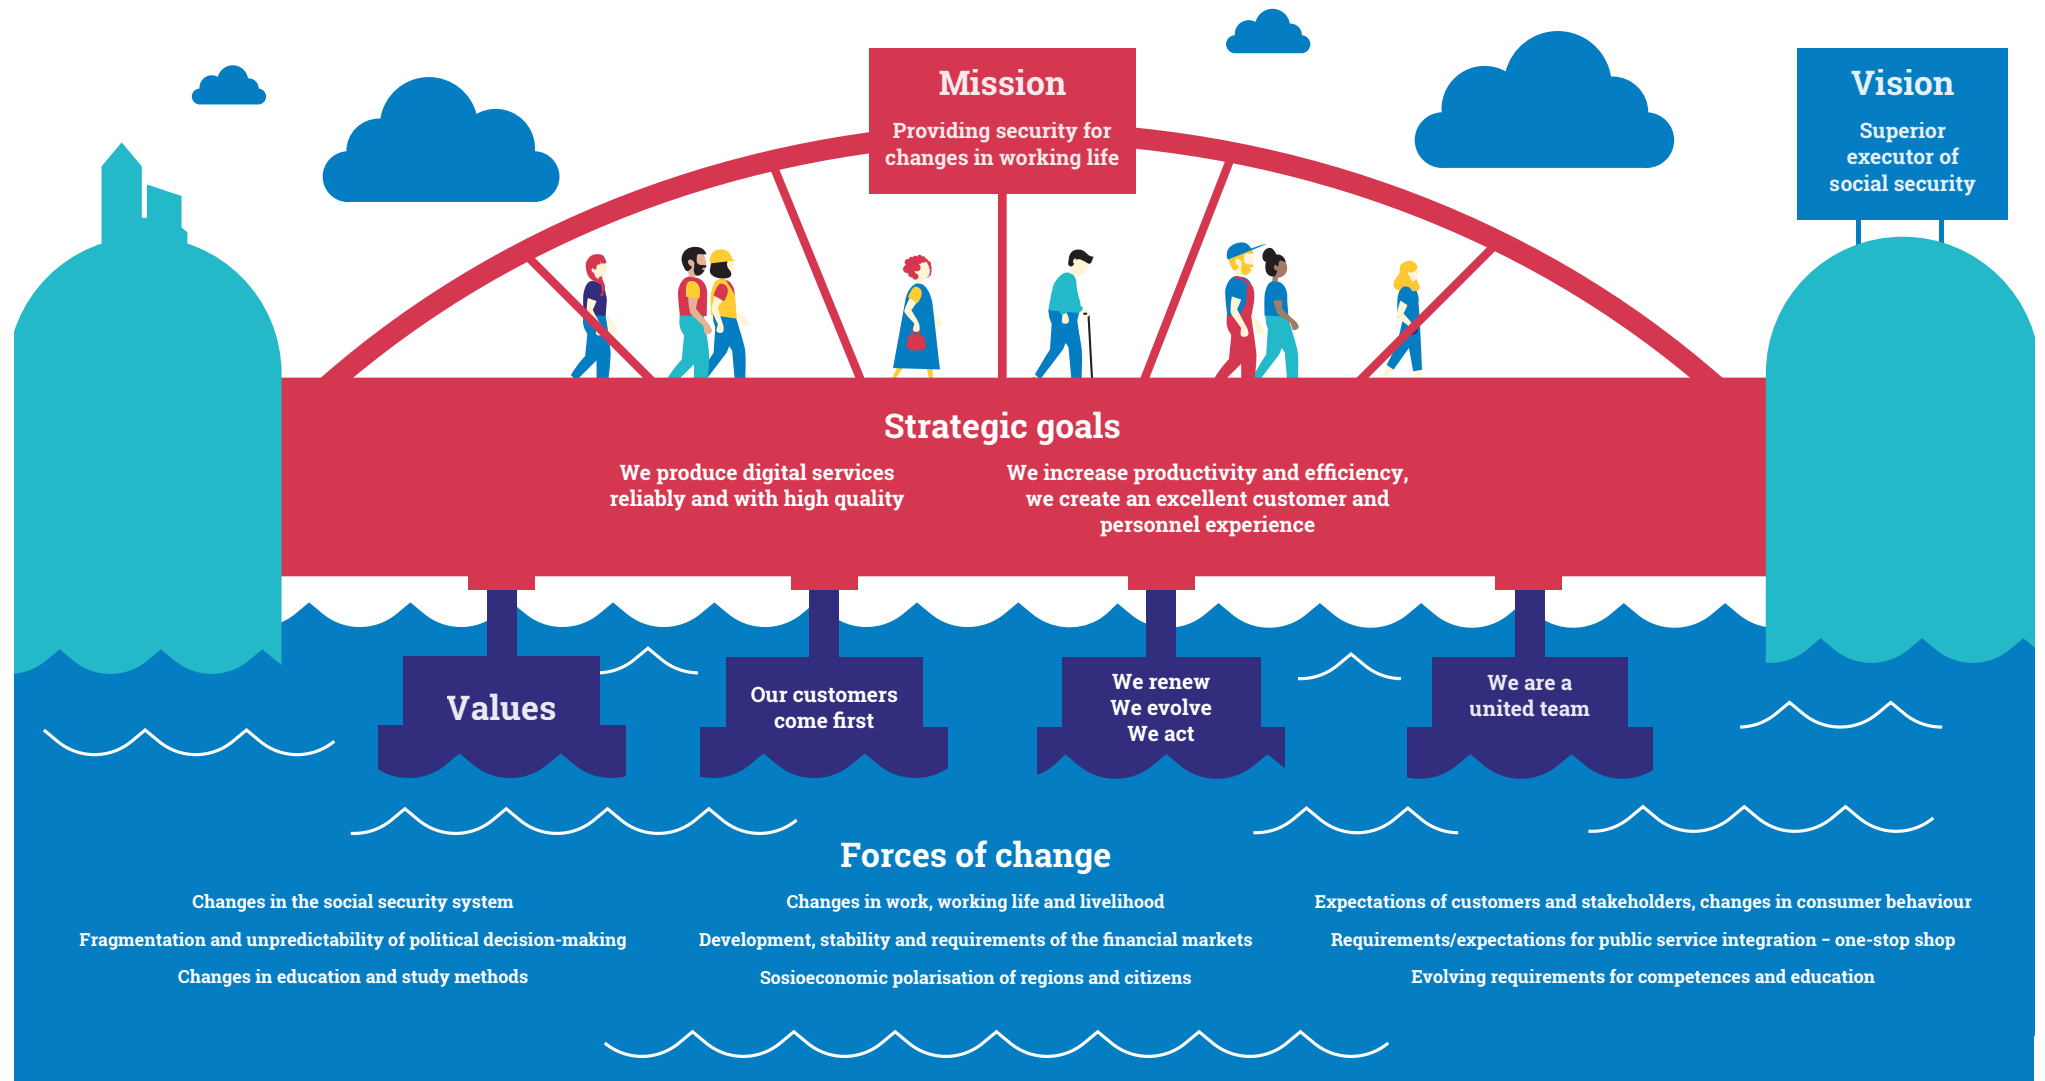 Mission
Providing security for
changes in working life
Vision
Superior
executor of
social security
Strategic goals
We produce digital services
reliably and with high quality
We increase productivity and efficiency,
we create an excellent customer and
personnel experience
Values
Our customers
come first
We renew
We evolve
We act
We are a
united team
Forces of change
Changes in the social security system
Fragmentation and unpredictability of political decision-making
Changes in education and study methods
Changes in work, working life and livelihood
Development, stability and requirements of the financial markets
Sosioeconomic polarisation of regions and citizens
Expectations of customers and stakeholders, changes in consumer behaviour
Requirements/expectations for public service integration – one-stop shop
Evolving requirements for competences and education